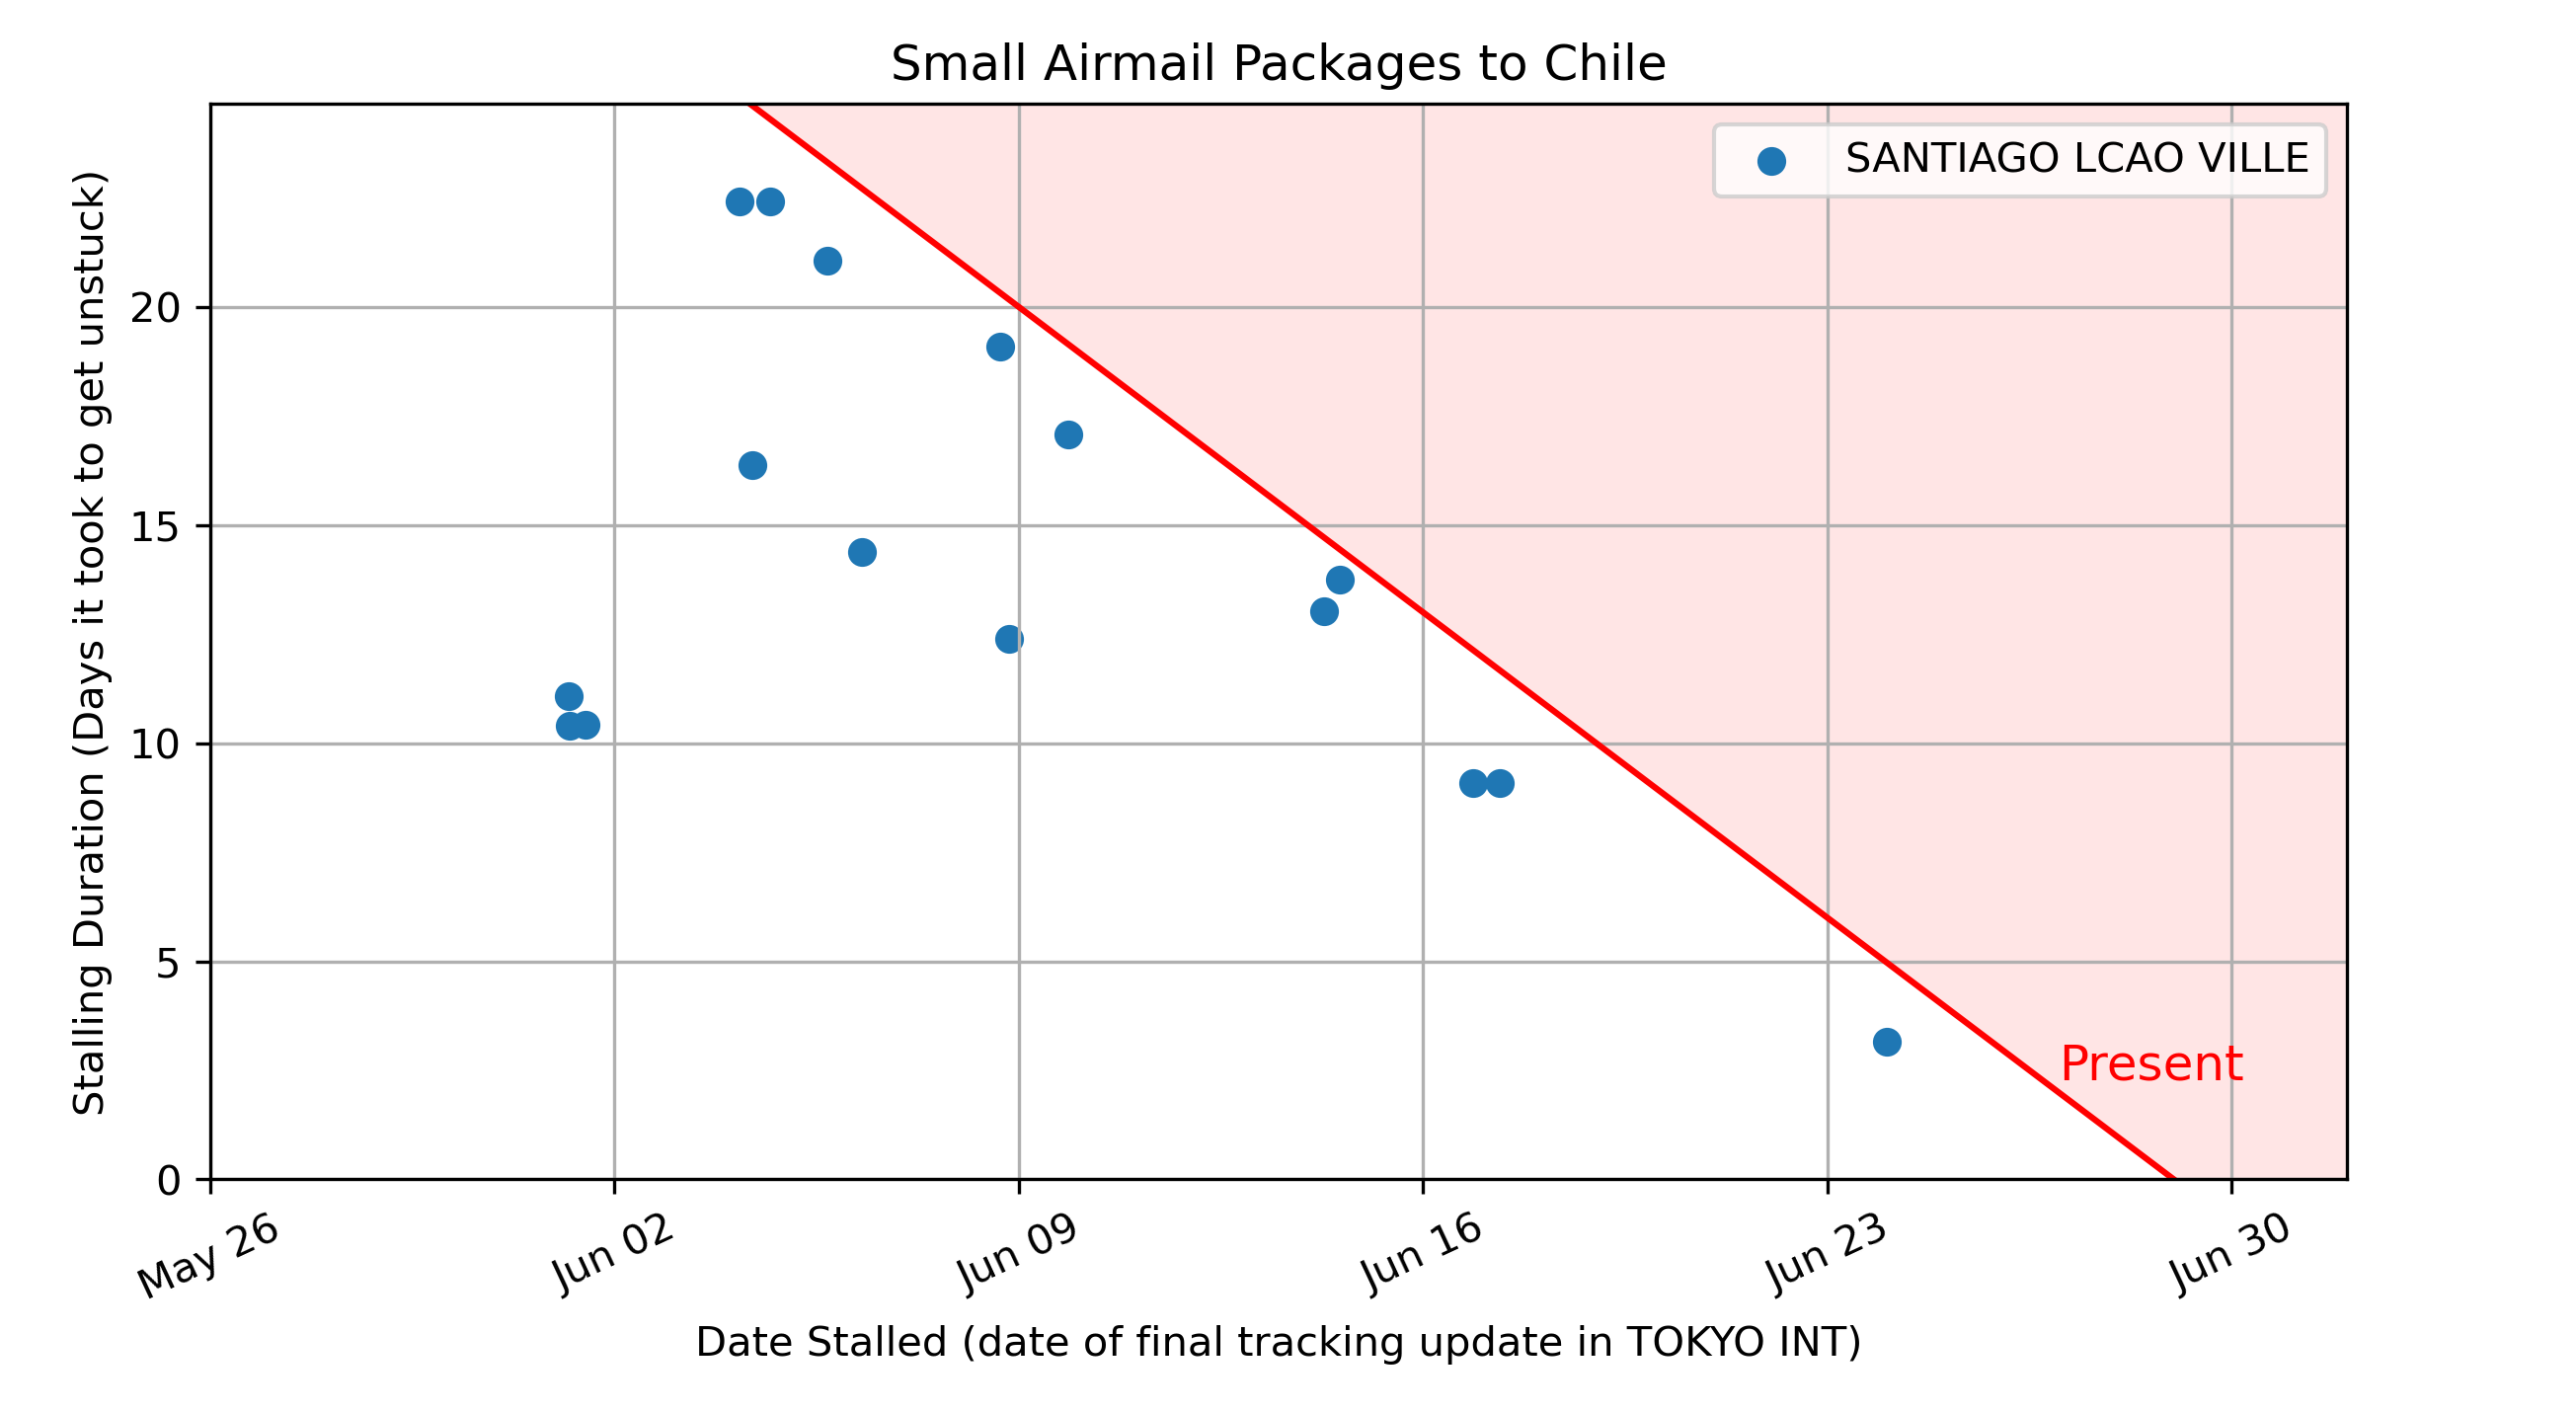 Small Airmail Packages to Chile
SANTIAGO LCAO VILLE
Stalling Duration (Days it took to get unstuck)
20
15
10
5
0
Present
May 26
Jun 02
Jun 09
Jun 16
Jun 23
Jun 30
Date Stalled (date of final tracking update in TOKYO INT)